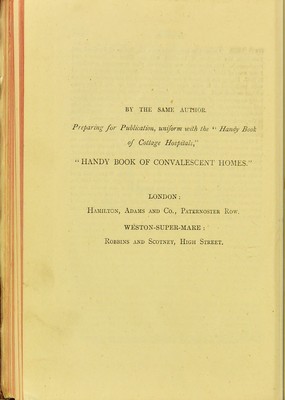 BY THE SAME AUTHOR.
Preparing for Publication, uniform with the " Handy Book
of Cottage Hospitals,"
"HANDY BOOK OF CONVALESCENT HOMES."
LONDON:
HAMILTON, ADAMS AND CO., PATERNOSTER ROW.
WESTON-SUPER-MARE:
ROBBINS AND SCOTNEY, HIGH STREET.